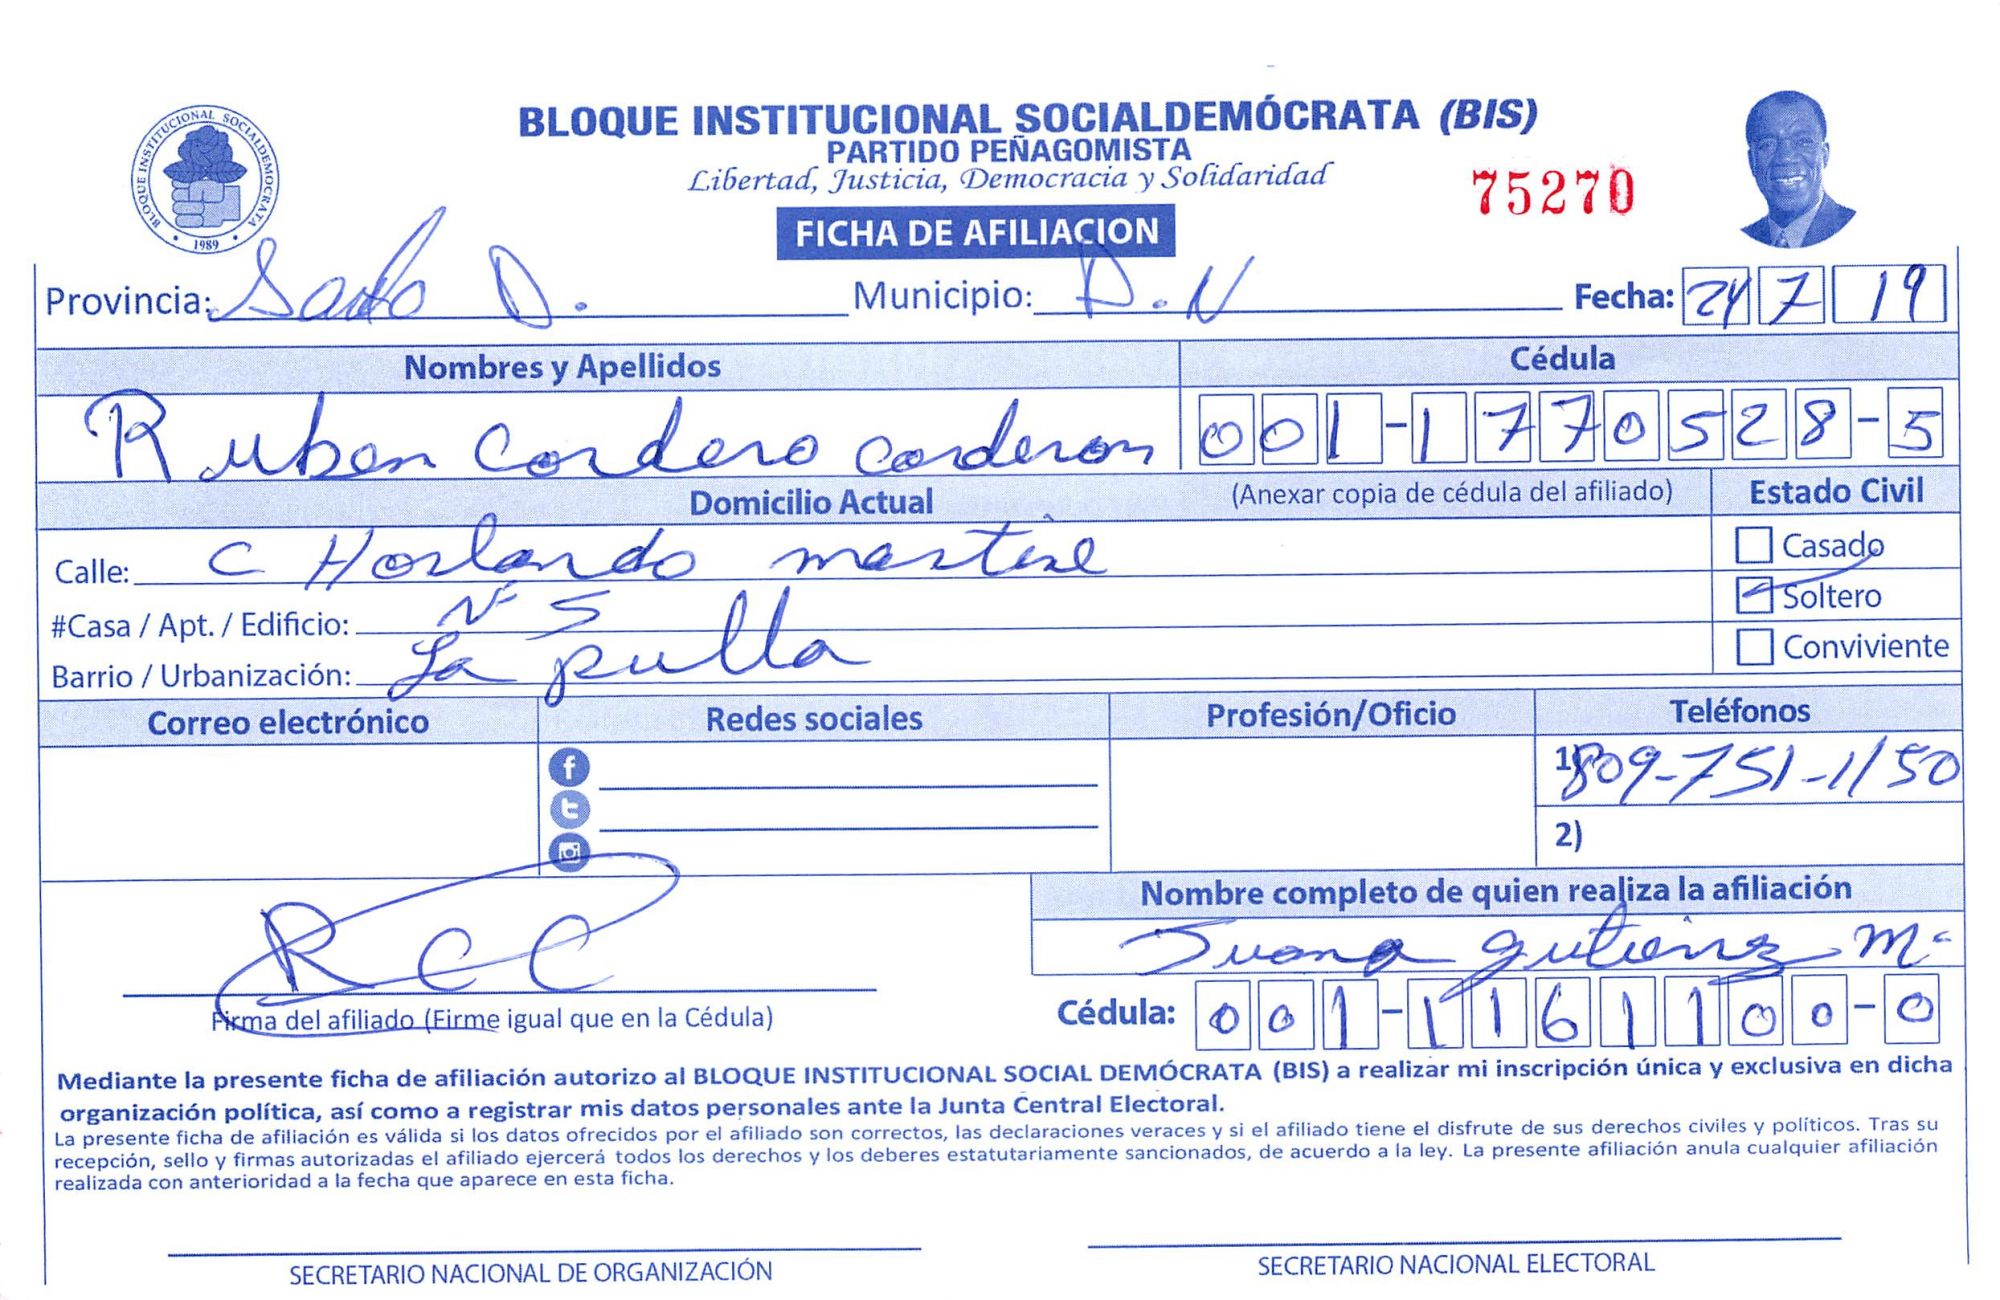 BLOQUE INSTITUCIONAL SOCIALDEMÓCRATA (BIS)
PARTIDO PEÑAGOMISTA
Libertad, Justicia, Democracia y Solidaridad
75270
BLOQUE INSTITUCIONAL SOCIALDEMOCRATA
1989
FICHA DE AFILIACION
Provincia: Santo D. Municipio: D.N Fecha: 24 7 19
Nombres y Apellidos Cédula
Ruben Cordero corderon 001-1770528-5
Domicilio Actual (Anexar copia de cédula del afiliado) Estado Civil
Calle: C Horlando martine Casado
#Casa / Apt. / Edificio: Nº 5 Soltero
Barrio / Urbanización: La pulla Conviviente
Correo electrónico Redes sociales Profesión/Oficio Teléfonos
1) 809-751-1150
2)
Nombre completo de quien realiza la afiliación
Juana gutierrez M.
RCC
Firma del afiliado (Firme igual que en la Cédula) Cédula: 001-1161100-0
Mediante la presente ficha de afiliación autorizo al BLOQUE INSTITUCIONAL SOCIAL DEMÓCRATA (BIS) a realizar mi inscripción única y exclusiva en dicha
organización política, así como a registrar mis datos personales ante la Junta Central Electoral.
La presente ficha de afiliación es válida si los datos ofrecidos por el afiliado son correctos, las declaraciones veraces y si el afiliado tiene el disfrute de sus derechos civiles y políticos. Tras su
recepción, sello y firmas autorizadas el afiliado ejercerá todos los derechos y los deberes estatutariamente sancionados, de acuerdo a la ley. La presente afiliación anula cualquier afiliación
realizada con anterioridad a la fecha que aparece en esta ficha.
SECRETARIO NACIONAL DE ORGANIZACIÓN SECRETARIO NACIONAL ELECTORAL